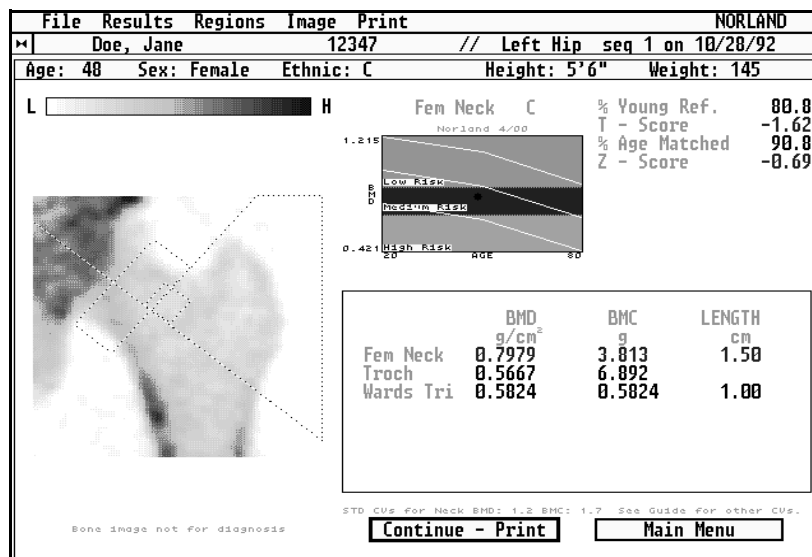 File Results Regions Image Print NORLAND
Doe, Jane 12347 // Left Hip seq 1 on 10/28/92
Age: 48 Sex: Female Ethnic: C Height: 5'6" Weight: 145
L H
Fem Neck C
Norland 4/00
% Young Ref. 80.8
T - Score -1.62
% Age Matched 90.8
Z - Score -0.69
1.215
Low Risk
BMD
Medium Risk
0.421
High Risk
20 AGE 80
BMD BMC LENGTH
g/cm² g cm
Fem Neck 0.7979 3.813 1.50
Troch 0.5667 6.892
Wards Tri 0.5824 0.5824 1.00
STD CVs for Neck BMD: 1.2 BMC: 1.7 See Guide for other CVs.
Bone image not for diagnosis
Continue - Print Main Menu